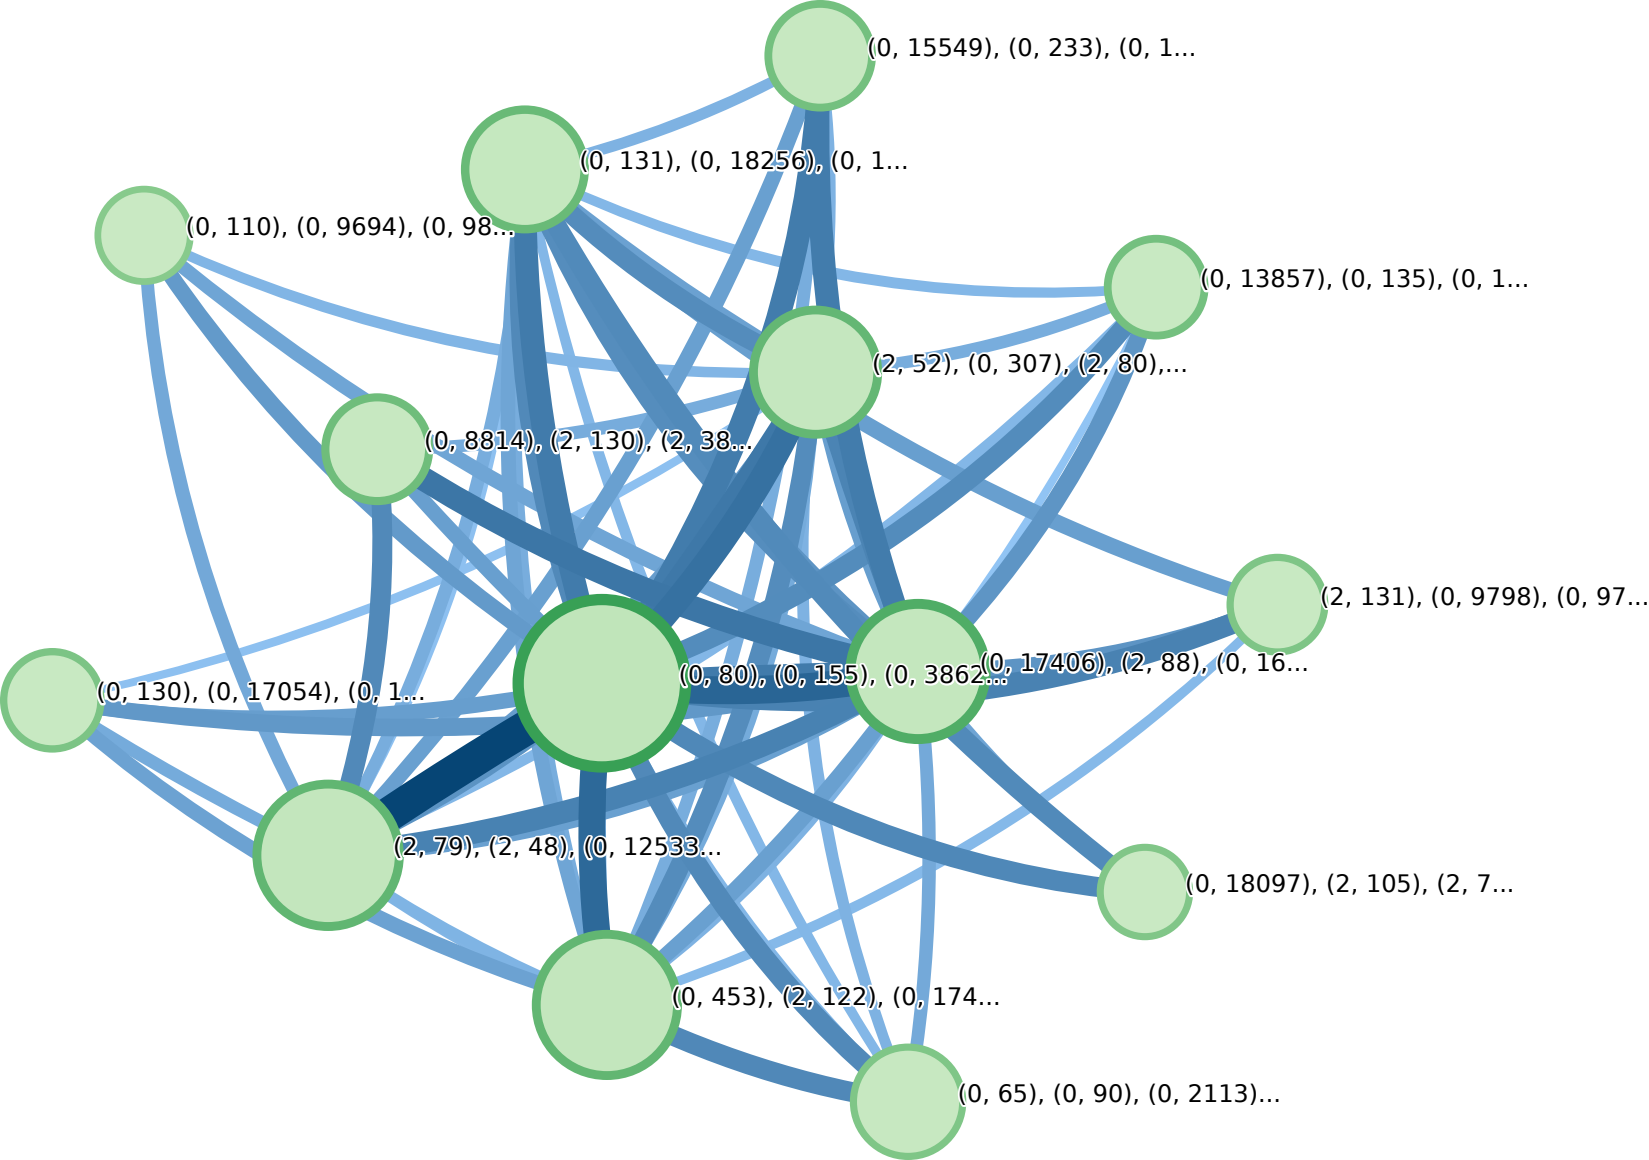 (0, 15549), (0, 233), (0, 1...
(0, 131), (0, 18256), (0, 1...
(0, 110), (0, 9694), (0, 98...
(0, 13857), (0, 135), (0, 1...
(2, 52), (0, 307), (2, 80),...
(0, 8814), (2, 130), (2, 38...
(2, 131), (0, 9798), (0, 97...
(0, 17406), (2, 88), (0, 16...
(0, 80), (0, 155), (0, 3862...
(0, 130), (0, 17054), (0, 1...
(2, 79), (2, 48), (0, 12533...
(0, 18097), (2, 105), (2, 7...
(0, 453), (2, 122), (0, 174...
(0, 65), (0, 90), (0, 2113)...